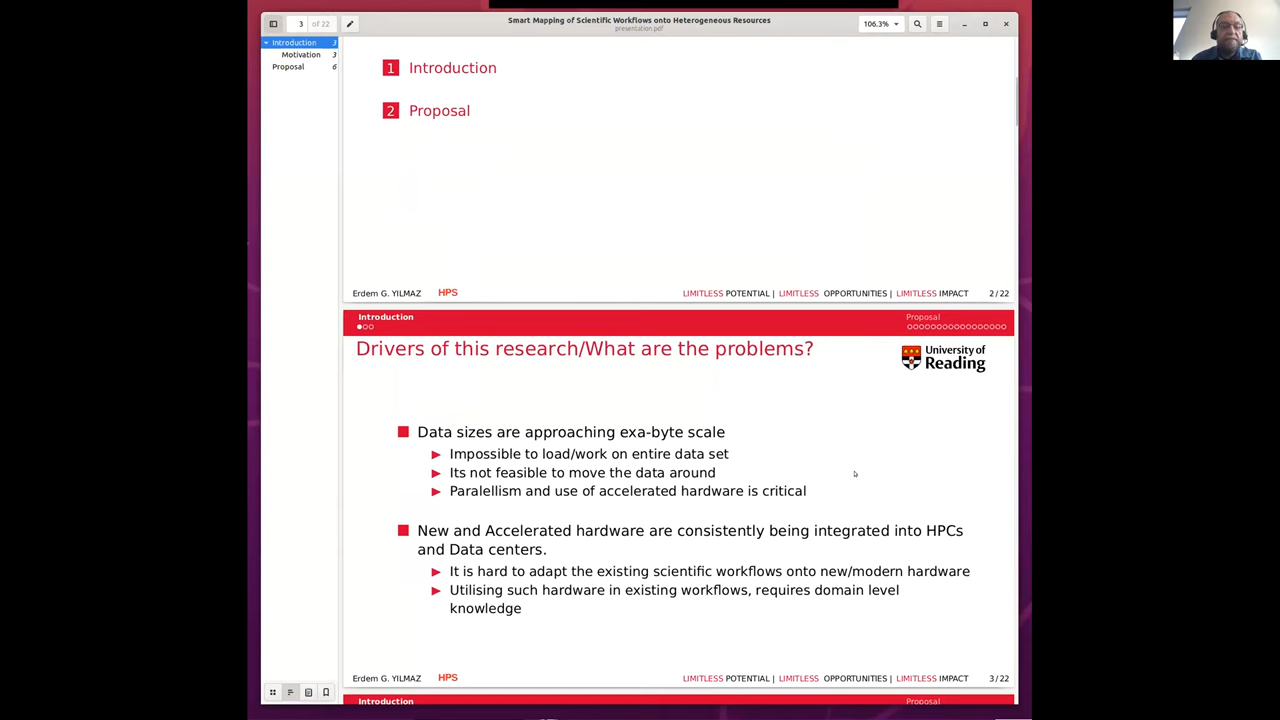 Smart Mapping of Scientific Workflows onto Heterogeneous Resources
presentation.pdf
3 of 22
106.3%
Introduction 3
Motivation 3
Proposal 6
1 Introduction
2 Proposal
Erdem G. YILMAZ HPS LIMITLESS POTENTIAL | LIMITLESS OPPORTUNITIES | LIMITLESS IMPACT 2/22
Introduction Proposal
Drivers of this research/What are the problems?
University of
Reading
Data sizes are approaching exa-byte scale
Impossible to load/work on entire data set
Its not feasible to move the data around
Paralellism and use of accelerated hardware is critical
New and Accelerated hardware are consistently being integrated into HPCs
and Data centers.
It is hard to adapt the existing scientific workflows onto new/modern hardware
Utilising such hardware in existing workflows, requires domain level
knowledge
Erdem G. YILMAZ HPS LIMITLESS POTENTIAL | LIMITLESS OPPORTUNITIES | LIMITLESS IMPACT 3/22
Introduction Proposal